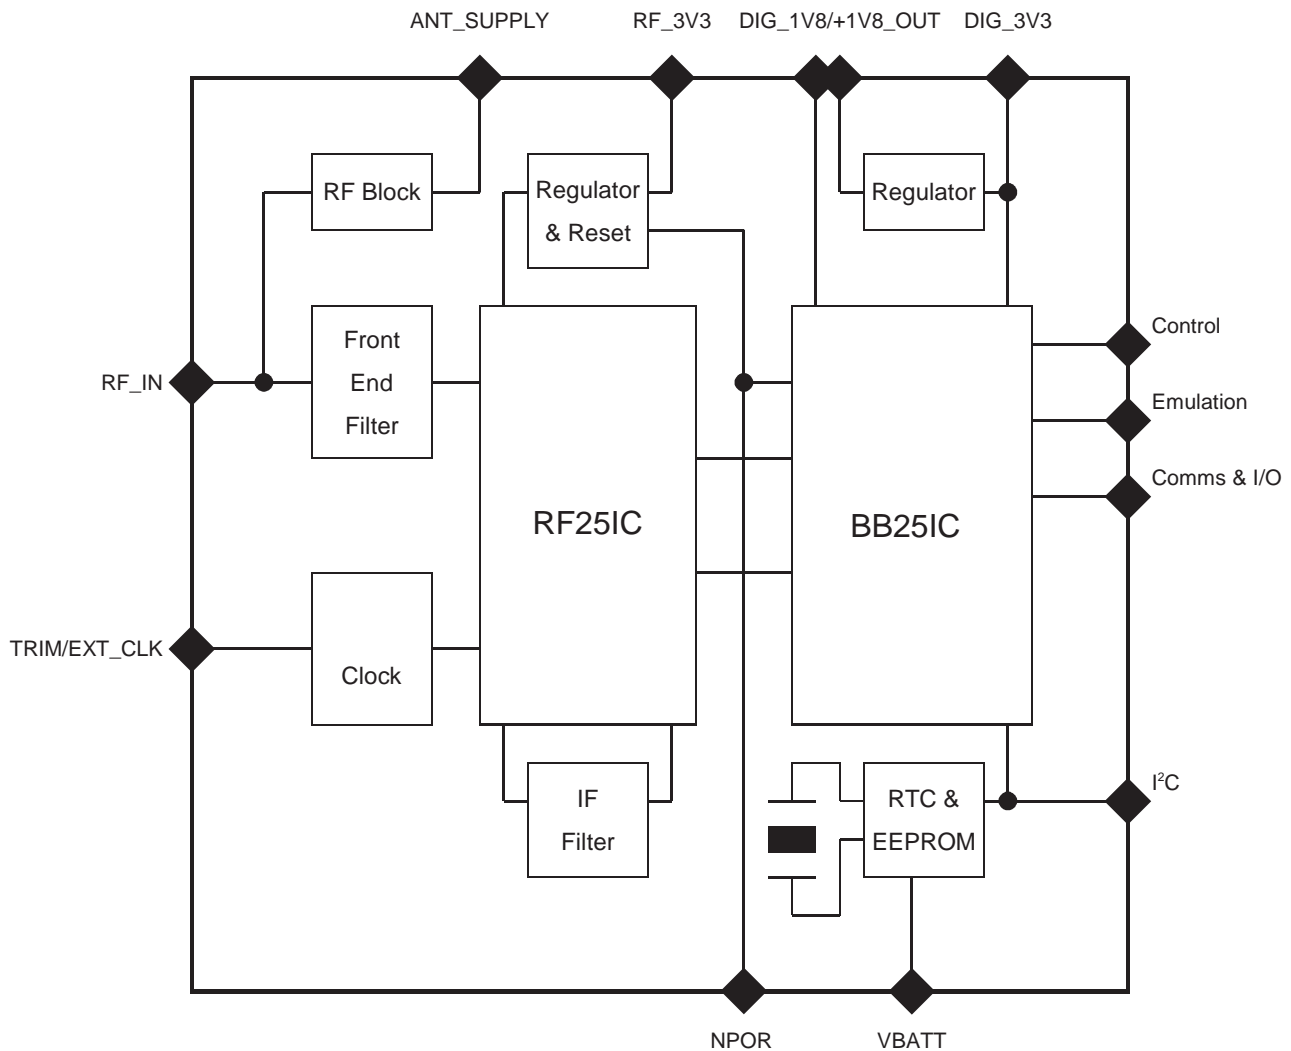 ANT_SUPPLY
RF_3V3
DIG_1V8/+1V8_OUT
DIG_3V3
RF Block
Regulator
& Reset
Regulator
Front
End
Filter
RF_IN
Control
Emulation
Comms & I/O
RF25IC
BB25IC
TRIM/EXT_CLK
Clock
IF
Filter
RTC &
EEPROM
I²C
NPOR
VBATT